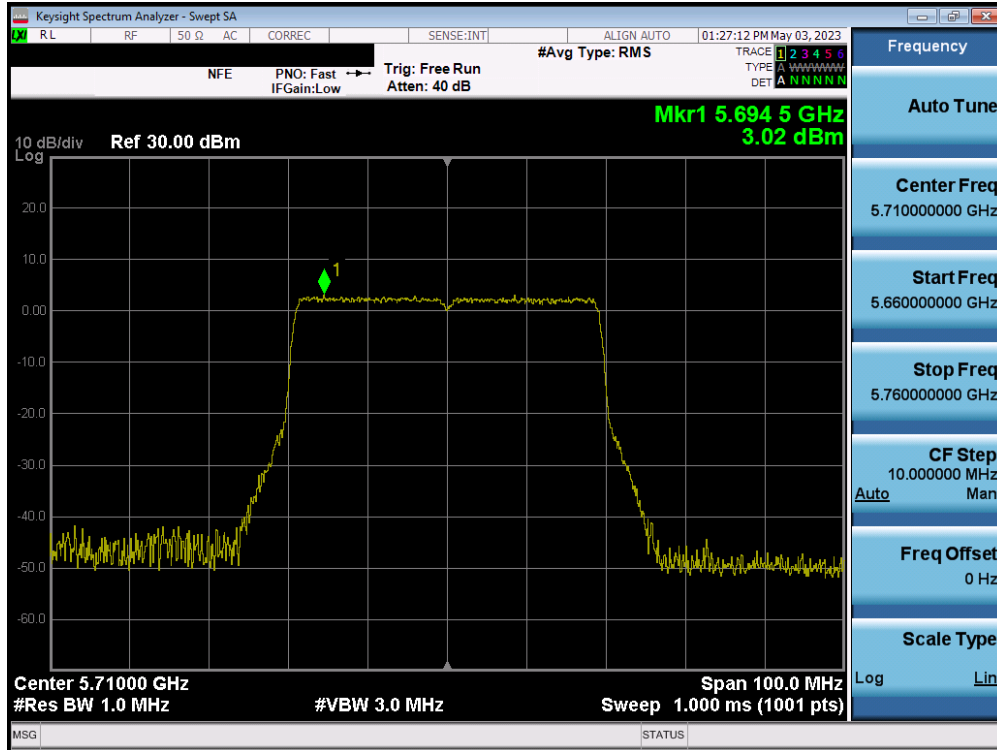 Keysight Spectrum Analyzer - Swept SA
LXI RL RF 50 Ω AC CORREC SENSE:INT ALIGN AUTO 01:27:12 PM May 03, 2023
#Avg Type: RMS
TRACE 1 2 3 4 5 6
TYPE A WWWWW
DET A N N N N N
NFE
PNO: Fast
IFGain:Low
Trig: Free Run
Atten: 40 dB
Mkr1 5.694 5 GHz
3.02 dBm
10 dB/div
Log
Ref 30.00 dBm
20.0
10.0
0.00
-10.0
-20.0
-30.0
-40.0
-50.0
-60.0
1
Center 5.71000 GHz
Span 100.0 MHz
#Res BW 1.0 MHz
#VBW 3.0 MHz
Sweep 1.000 ms (1001 pts)
MSG
STATUS
Frequency
Auto Tune
Center Freq
5.710000000 GHz
Start Freq
5.660000000 GHz
Stop Freq
5.760000000 GHz
CF Step
10.000000 MHz
Auto Man
Freq Offset
0 Hz
Scale Type
Log Lin